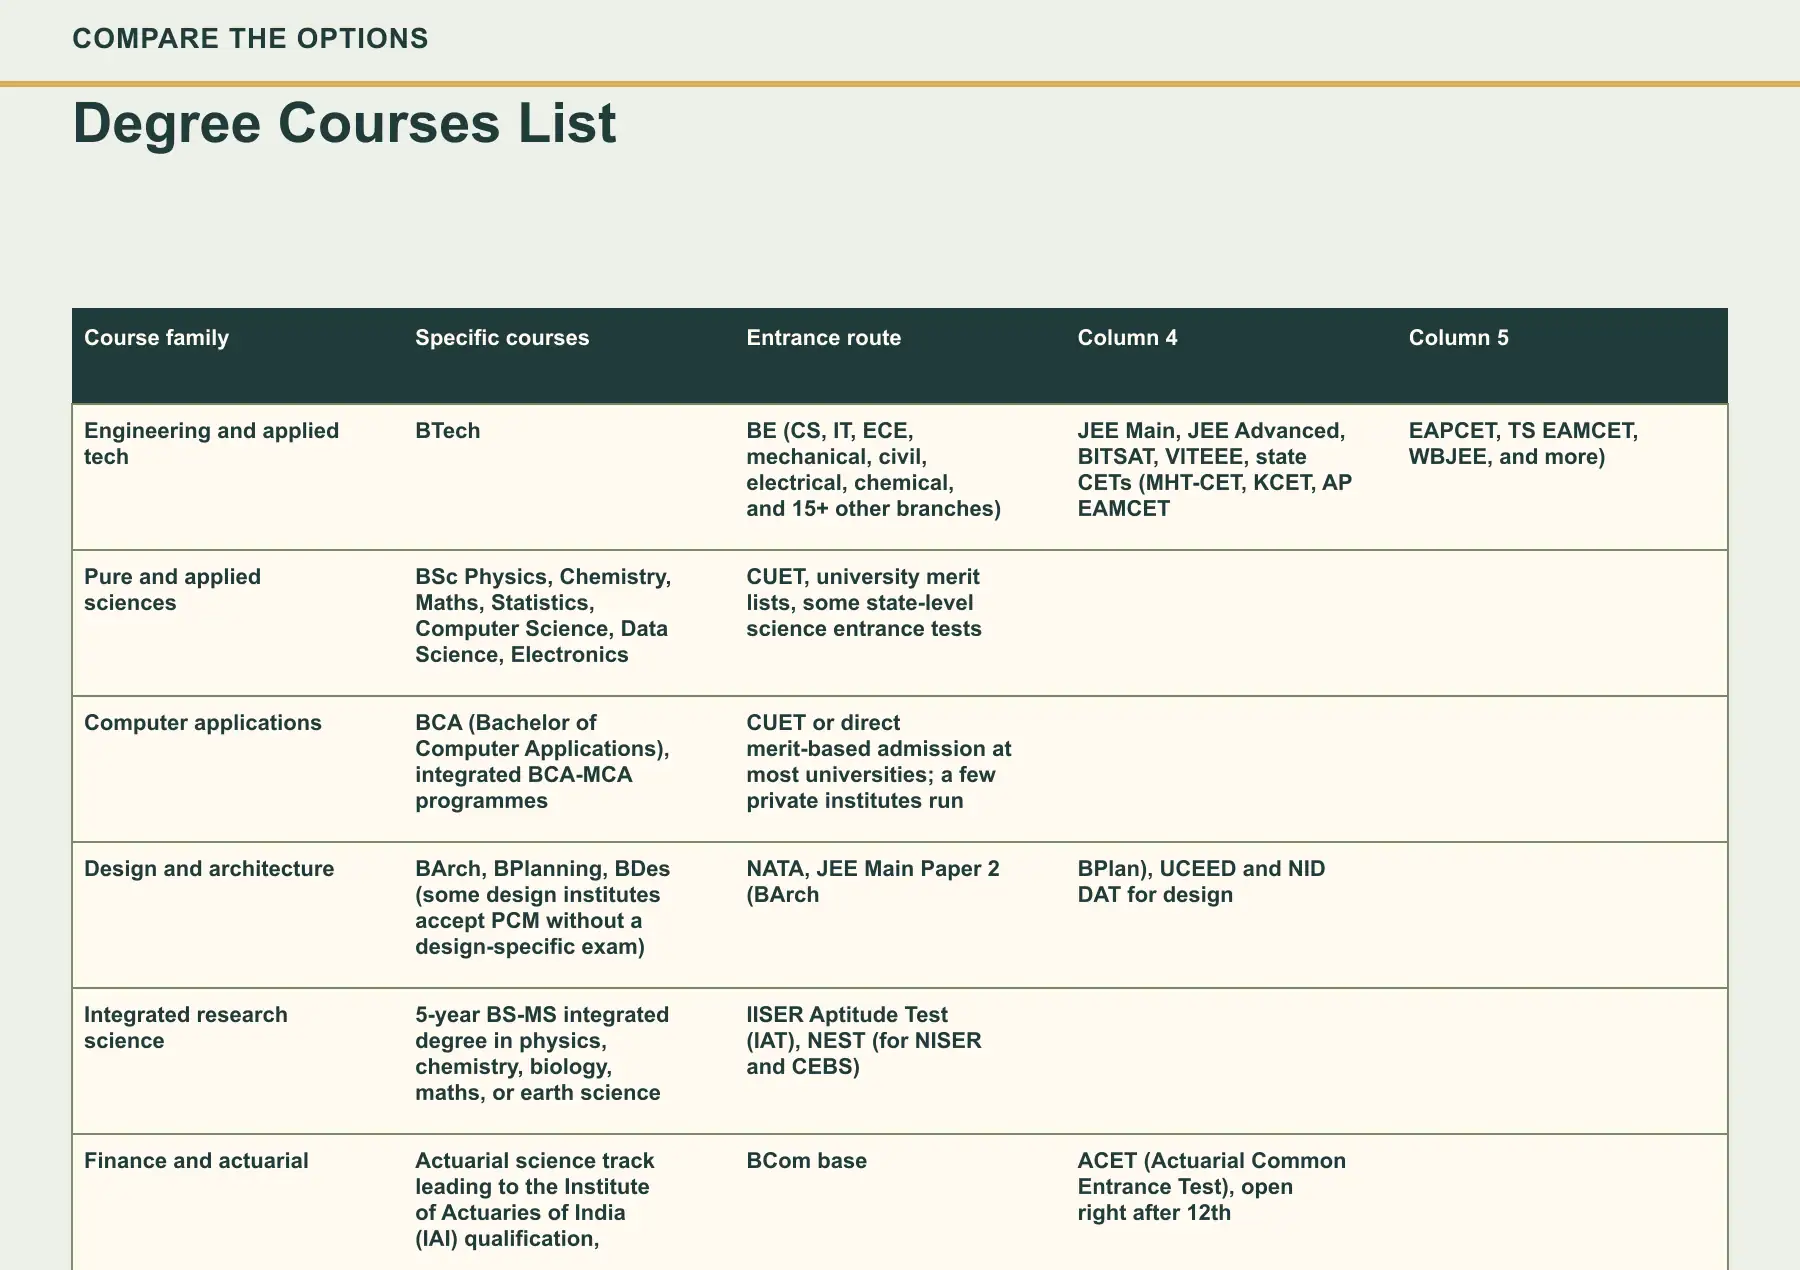 COMPARE THE OPTIONS
Degree Courses List
Course family
Specific courses
Entrance route
Column 4
Column 5
Engineering and applied
tech
BTech
BE (CS, IT, ECE,
mechanical, civil,
electrical, chemical,
and 15+ other branches)
JEE Main, JEE Advanced,
BITSAT, VITEEE, state
CETs (MHT-CET, KCET, AP
EAMCET
EAPCET, TS EAMCET,
WBJEE, and more)
Pure and applied
sciences
BSc Physics, Chemistry,
Maths, Statistics,
Computer Science, Data
Science, Electronics
CUET, university merit
lists, some state-level
science entrance tests
Computer applications
BCA (Bachelor of
Computer Applications),
integrated BCA-MCA
programmes
CUET or direct
merit-based admission at
most universities; a few
private institutes run
Design and architecture
BArch, BPlanning, BDes
(some design institutes
accept PCM without a
design-specific exam)
NATA, JEE Main Paper 2
(BArch
BPlan), UCEED and NID
DAT for design
Integrated research
science
5-year BS-MS integrated
degree in physics,
chemistry, biology,
maths, or earth science
IISER Aptitude Test
(IAT), NEST (for NISER
and CEBS)
Finance and actuarial
Actuarial science track
leading to the Institute
of Actuaries of India
(IAI) qualification,
BCom base
ACET (Actuarial Common
Entrance Test), open
right after 12th